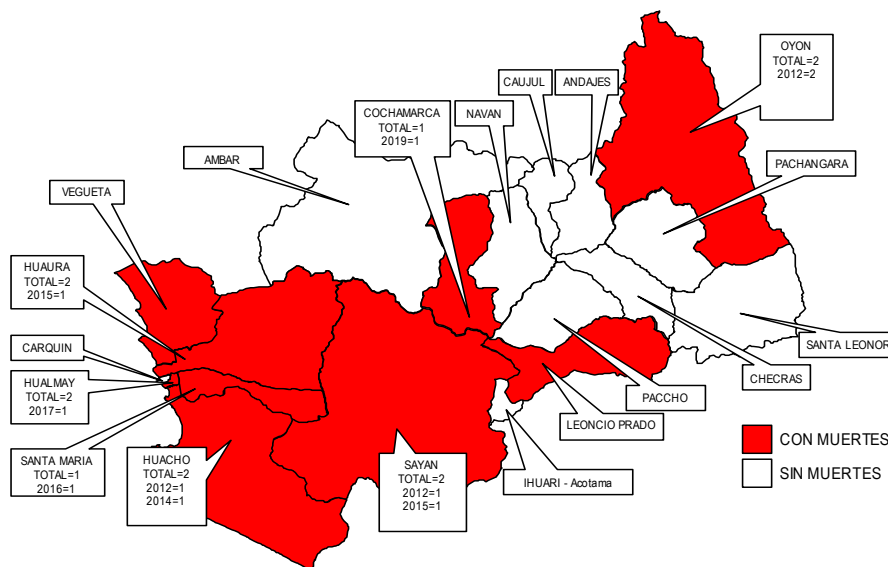 OYON
TOTAL=2
2012=2
CAUJUL
ANDAJES
COCHAMARCA
TOTAL=1
2019=1
NAVAN
AMBAR
PACHANGARA
VEGUETA
HUAURA
TOTAL=2
2015=1
CARQUIN
HUALMAY
TOTAL=2
2017=1
SANTA MARIA
TOTAL=1
2016=1
HUACHO
TOTAL=2
2012=1
2014=1
SAYAN
TOTAL=2
2012=1
2015=1
IHUARI - Acotama
LEONCIO PRADO
PACCHO
CHECRAS
SANTA LEONOR
CON MUERTES
SIN MUERTES